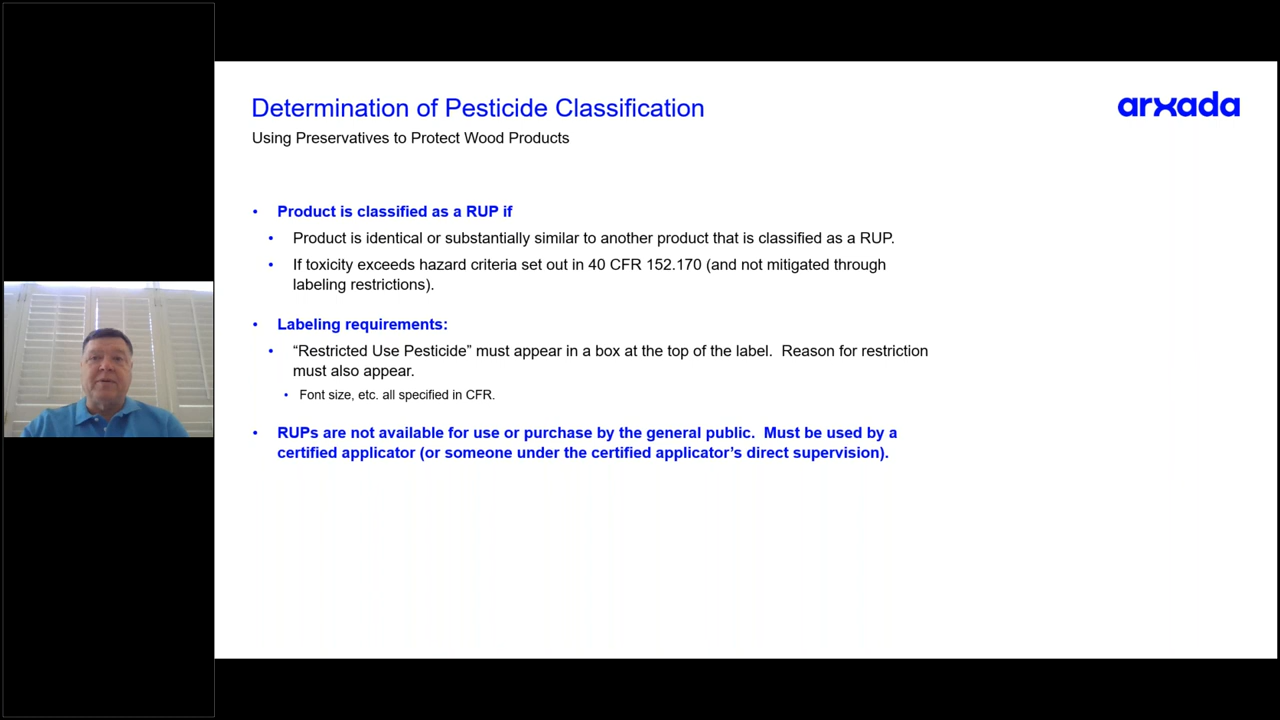 Determination of Pesticide Classification
arxada
Using Preservatives to Protect Wood Products
• Product is classified as a RUP if
• Product is identical or substantially similar to another product that is classified as a RUP.
• If toxicity exceeds hazard criteria set out in 40 CFR 152.170 (and not mitigated through
labeling restrictions).
• Labeling requirements:
• “Restricted Use Pesticide” must appear in a box at the top of the label.  Reason for restriction
must also appear.
• Font size, etc. all specified in CFR.
• RUPs are not available for use or purchase by the general public.  Must be used by a
certified applicator (or someone under the certified applicator’s direct supervision).